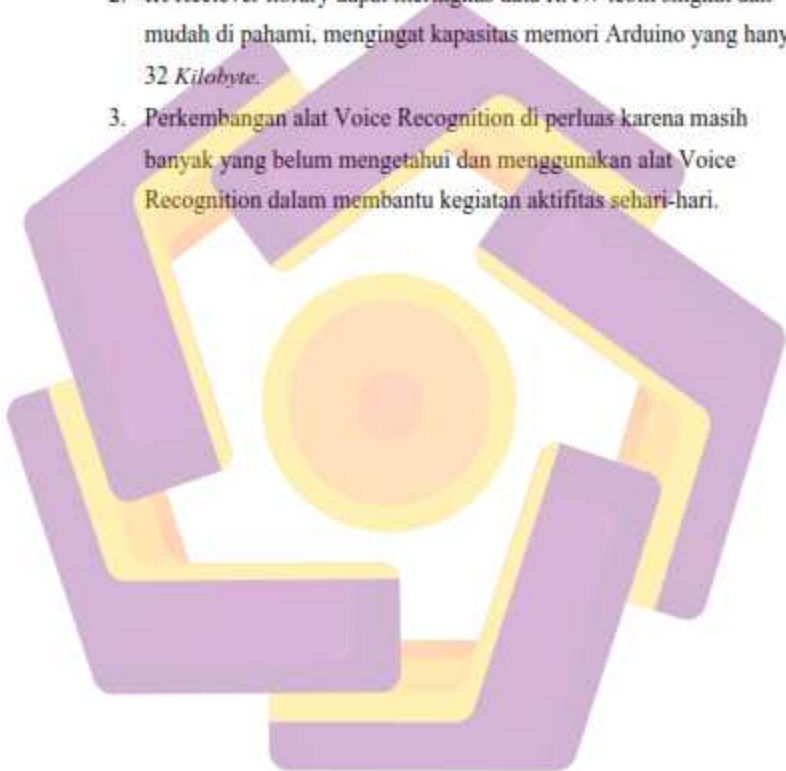 mudah di pahami, mengingat kapasitas memori Arduino yang hany
32 Kilobyte.
3. Perkembangan alat Voice Recognition di perluas karena masih
banyak yang belum mengetahui dan menggunakan alat Voice
Recognition dalam membantu kegiatan aktifitas sehari-hari.